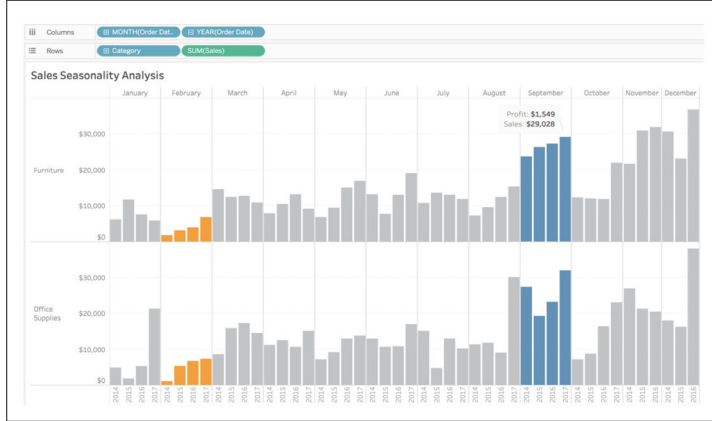 Columns MONTH(Order Dat.. YEAR(Order Date)
Rows Category SUM(Sales)
Sales Seasonality Analysis
January February March April May June July August September October November December
Profit: $1,549
Sales: $29,028
Furniture
$30,000
$20,000
$10,000
$0
Office
Supplies
$30,000
$20,000
$10,000
$0
2014 2015 2016 2017 2014 2015 2016 2017 2014 2015 2016 2017 2014 2015 2016 2017 2014 2015 2016 2017 2014 2015 2016 2017 2014 2015 2016 2017 2014 2015 2016 2017 2014 2015 2016 2017 2014 2015 2016 2017 2014 2015 2016 2014 2015 2016